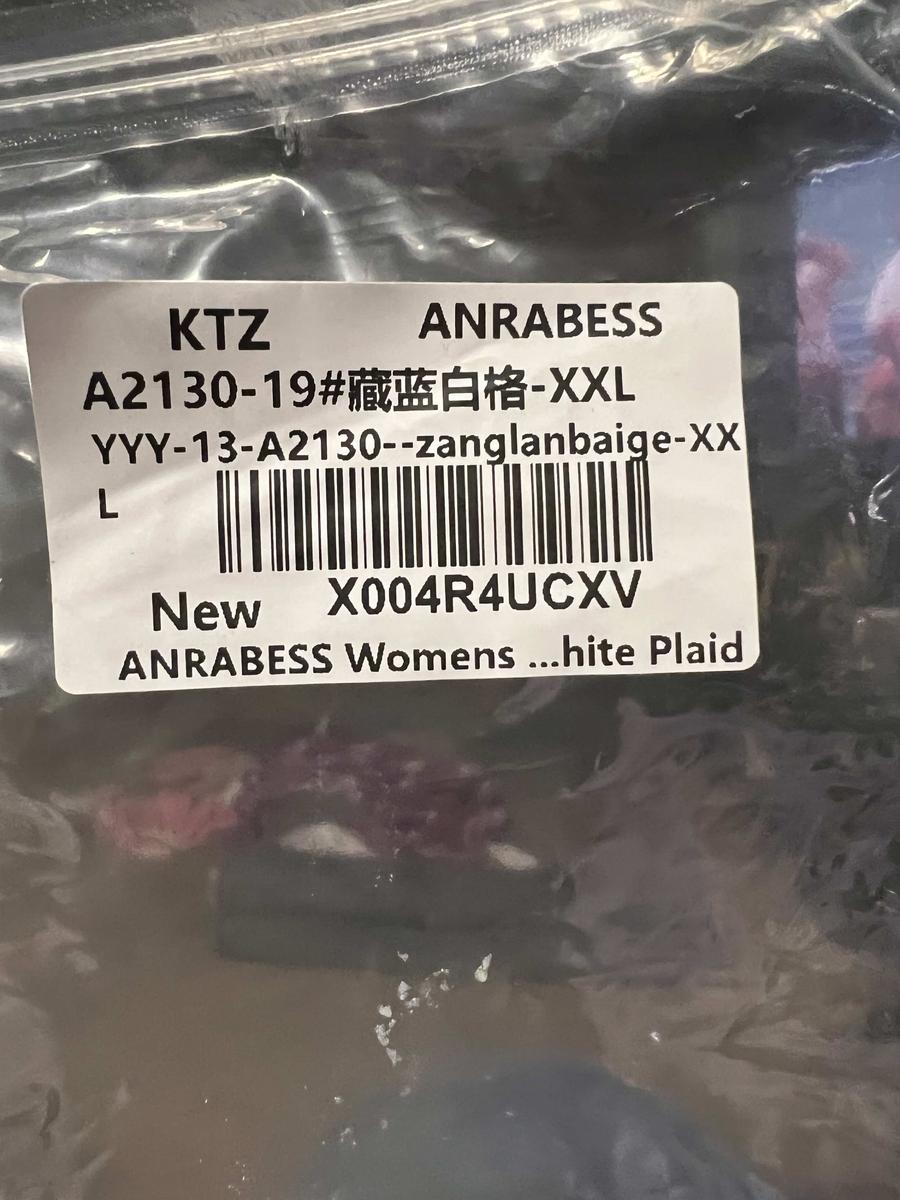 KTZ ANRABESS
A2130-19#藏蓝白格-XXL
YYY-13-A2130--zanglanbaige-XX
L
New X004R4UCXV
ANRABESS Womens ...hite Plaid